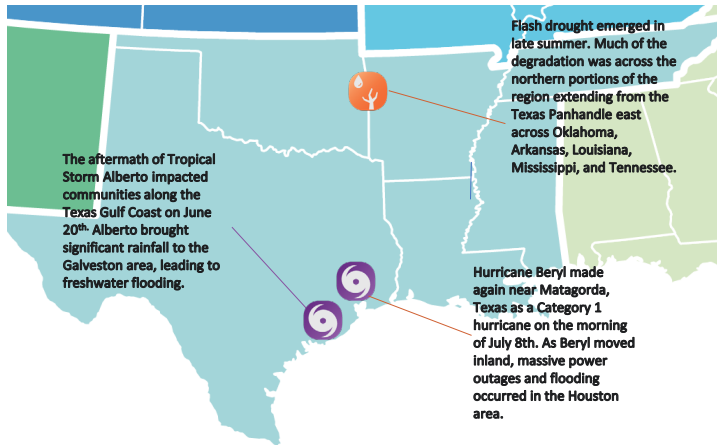 Flash drought emerged in
late summer. Much of the
degradation was across the
northern portions of the
region extending from the
Texas Panhandle east
across Oklahoma,
Arkansas, Louisiana,
Mississippi, and Tennessee.
The aftermath of Tropical
Storm Alberto impacted
communities along the
Texas Gulf Coast on June
20th. Alberto brought
significant rainfall to the
Galveston area, leading to
freshwater flooding.
Hurricane Beryl made
again near Matagorda,
Texas as a Category 1
hurricane on the morning
of July 8th. As Beryl moved
inland, massive power
outages and flooding
occurred in the Houston
area.